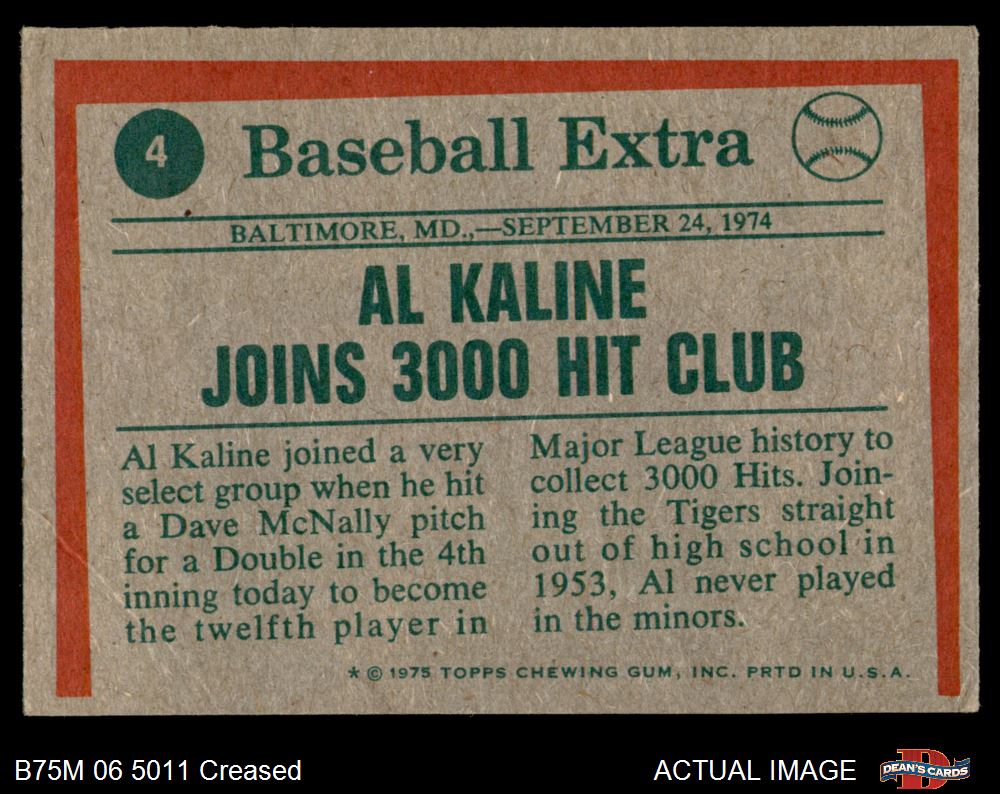 4
Baseball Extra
BALTIMORE, MD.,—SEPTEMBER 24, 1974
AL KALINE
JOINS 3000 HIT CLUB
Al Kaline joined a very
select group when he hit
a Dave McNally pitch
for a Double in the 4th
inning today to become
the twelfth player in
Major League history to
collect 3000 Hits. Join-
ing the Tigers straight
out of high school in
1953, Al never played
in the minors.
* © 1975 TOPPS CHEWING GUM, INC. PRTD IN U.S.A.
B75M 06 5011 Creased
ACTUAL IMAGE
D
DEAN'S CARDS